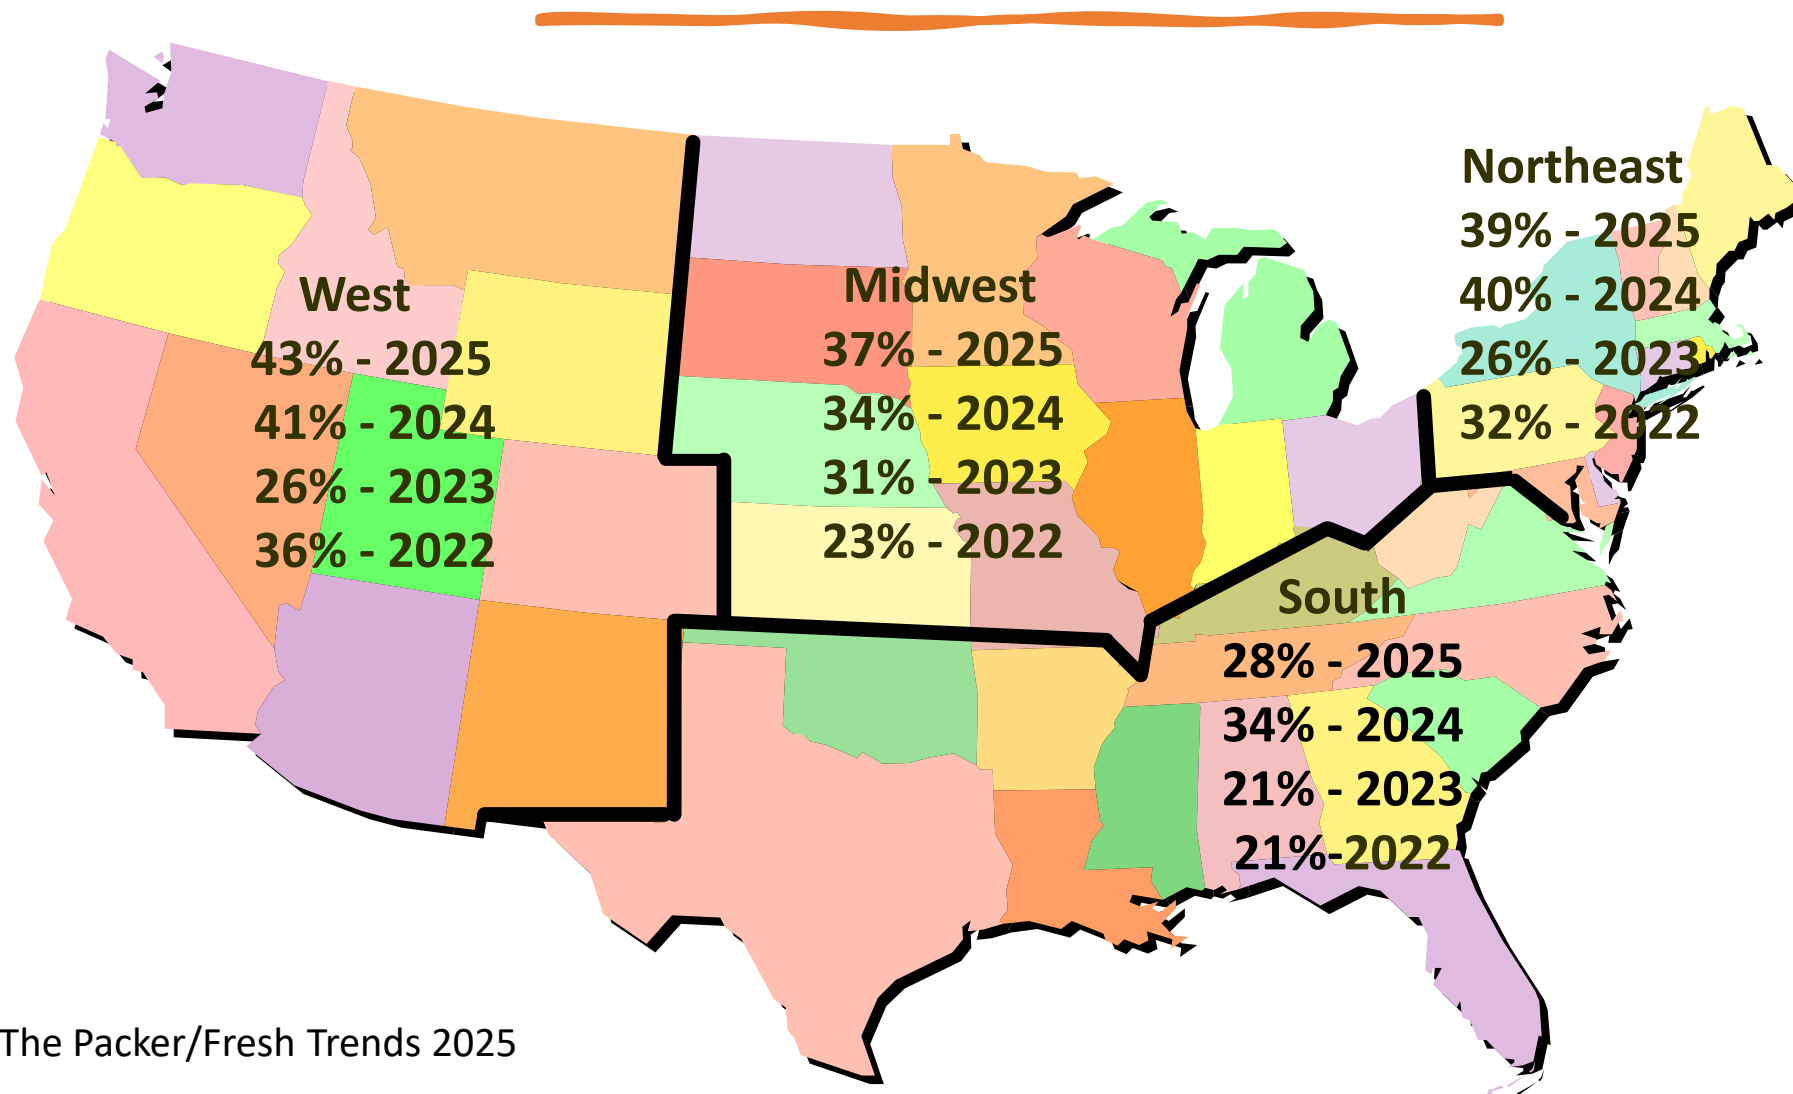 West
43% - 2025
41% - 2024
26% - 2023
36% - 2022
Midwest
37% - 2025
34% - 2024
31% - 2023
23% - 2022
Northeast
39% - 2025
40% - 2024
26% - 2023
32% - 2022
South
28% - 2025
34% - 2024
21% - 2023
21%-2022
The Packer/Fresh Trends 2025